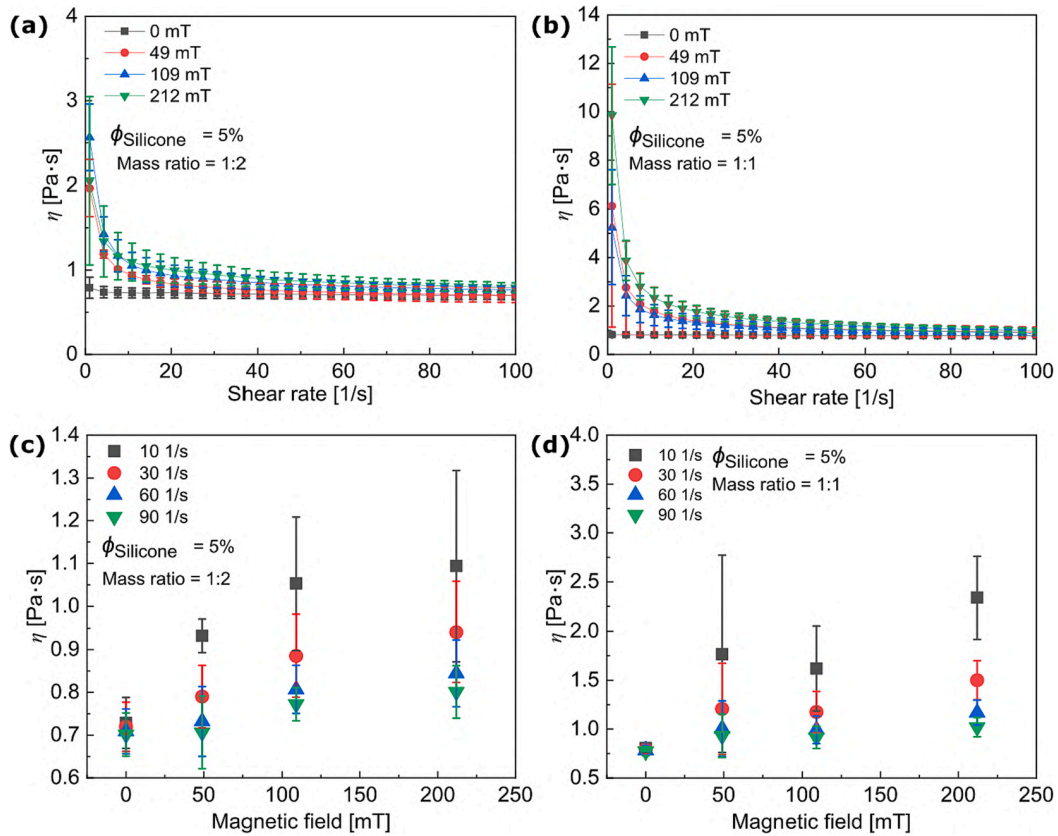 (a)
4
3
2
1
0
η [Pa·s]
0 mT
49 mT
109 mT
212 mT
ϕSilicone = 5%
Mass ratio = 1:2
0 20 40 60 80 100
Shear rate [1/s]
(b)
14
12
10
8
6
4
2
0
η [Pa·s]
0 mT
49 mT
109 mT
212 mT
ϕSilicone = 5%
Mass ratio = 1:1
0 20 40 60 80 100
Shear rate [1/s]
(c)
1.4
1.3
1.2
1.1
1.0
0.9
0.8
0.7
0.6
η [Pa·s]
10 1/s
30 1/s
60 1/s
90 1/s
ϕSilicone = 5%
Mass ratio = 1:2
0 50 100 150 200 250
Magnetic field [mT]
(d)
4.0
3.5
3.0
2.5
2.0
1.5
1.0
0.5
η [Pa·s]
10 1/s
30 1/s
60 1/s
90 1/s
ϕSilicone = 5%
Mass ratio = 1:1
0 50 100 150 200 250
Magnetic field [mT]